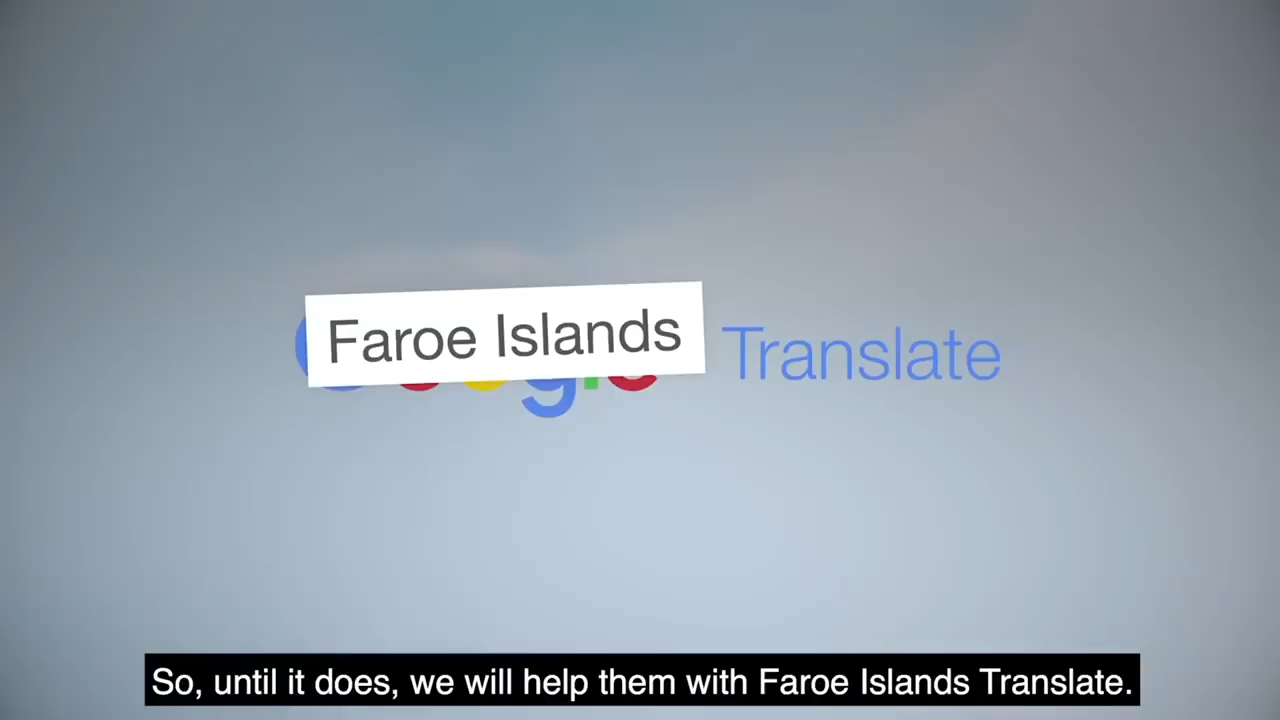 Faroe Islands Translate
So, until it does, we will help them with Faroe Islands Translate.